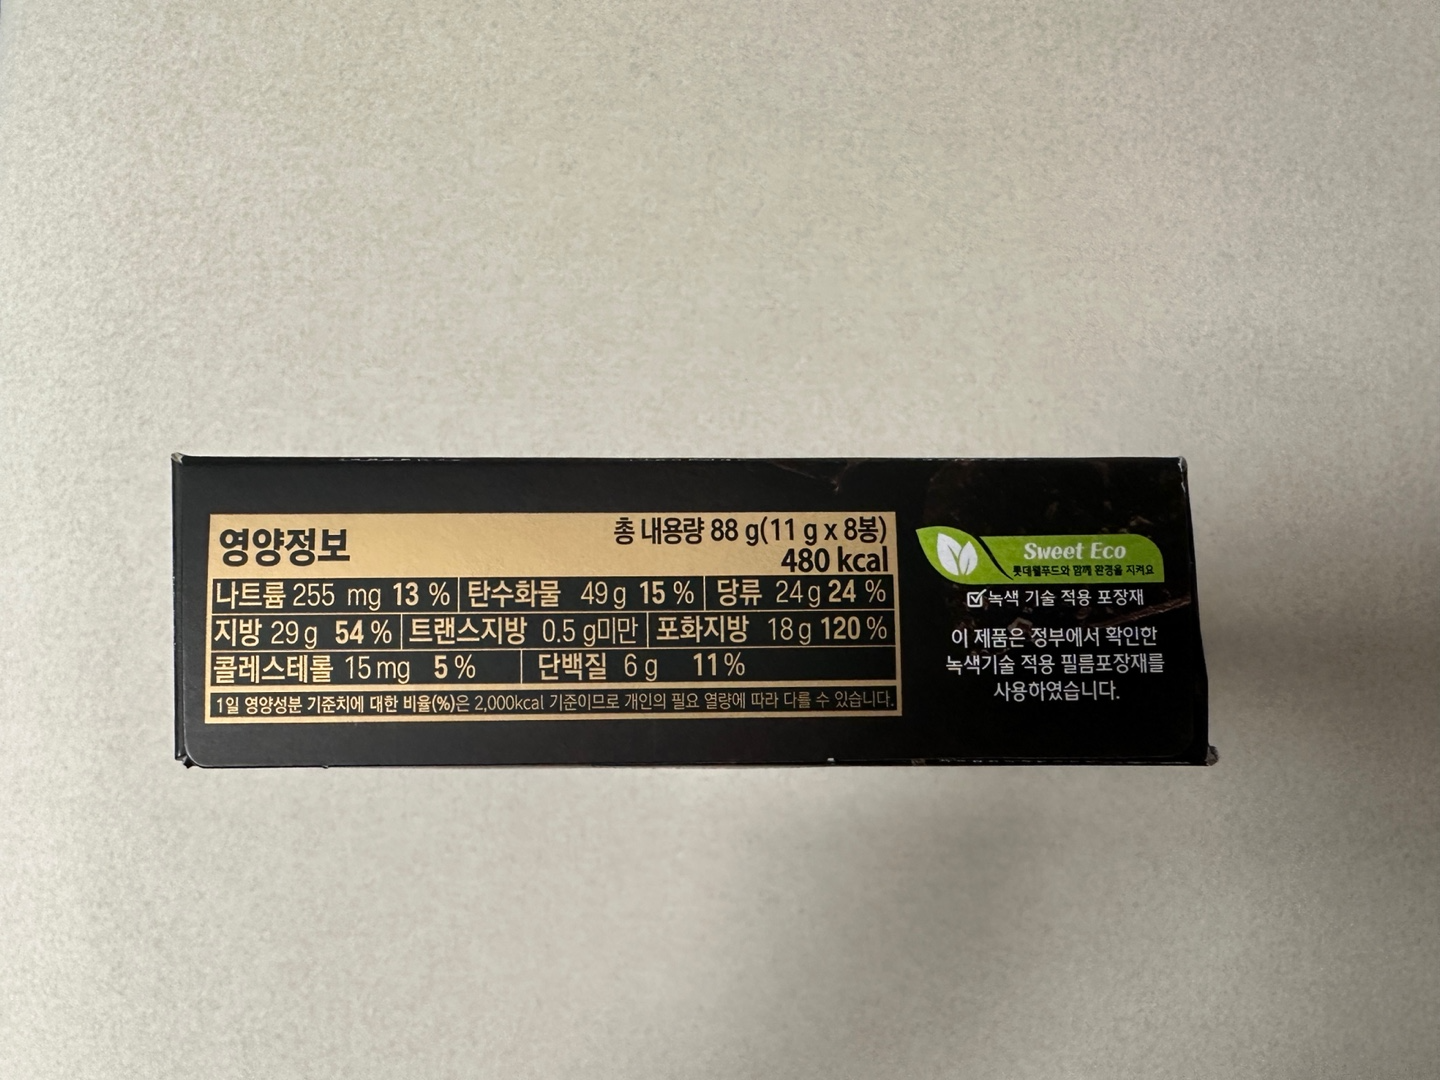 영양정보
총 내용량 88 g(11 g x 8봉)
480 kcal
나트륨 255 mg 13 % 탄수화물 49 g 15 % 당류 24 g 24 %
지방 29 g 54 % 트랜스지방 0.5 g미만 포화지방 18 g 120 %
콜레스테롤 15 mg 5 % 단백질 6 g 11 %
1일 영양성분 기준치에 대한 비율(%)은 2,000kcal 기준이므로 개인의 필요 열량에 따라 다를 수 있습니다.
Sweet Eco
롯데웰푸드와 함께 환경을 지켜요
녹색 기술 적용 포장재
이 제품은 정부에서 확인한
녹색기술 적용 필름포장재를
사용하였습니다.